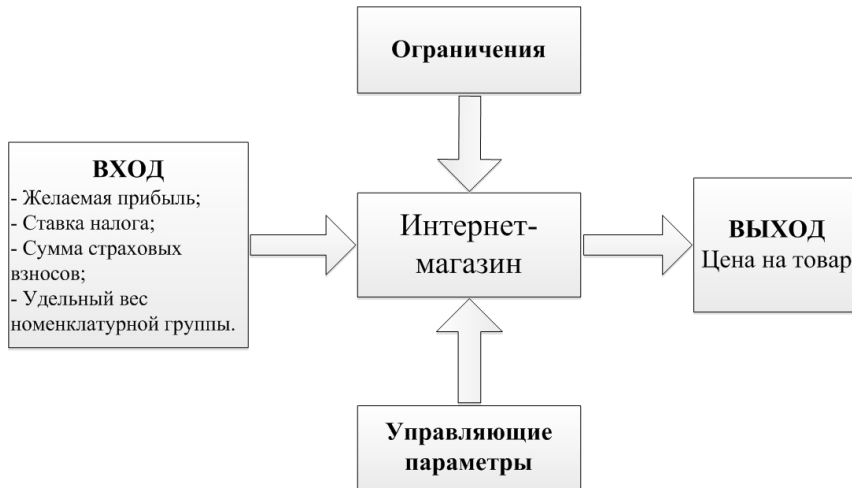 Ограничения
ВХОД
- Желаемая прибыль;
- Ставка налога;
- Сумма страховых
взносов;
- Удельный вес
номенклатурной группы.
Интернет-
магазин
ВЫХОД
Цена на товар
Управляющие
параметры